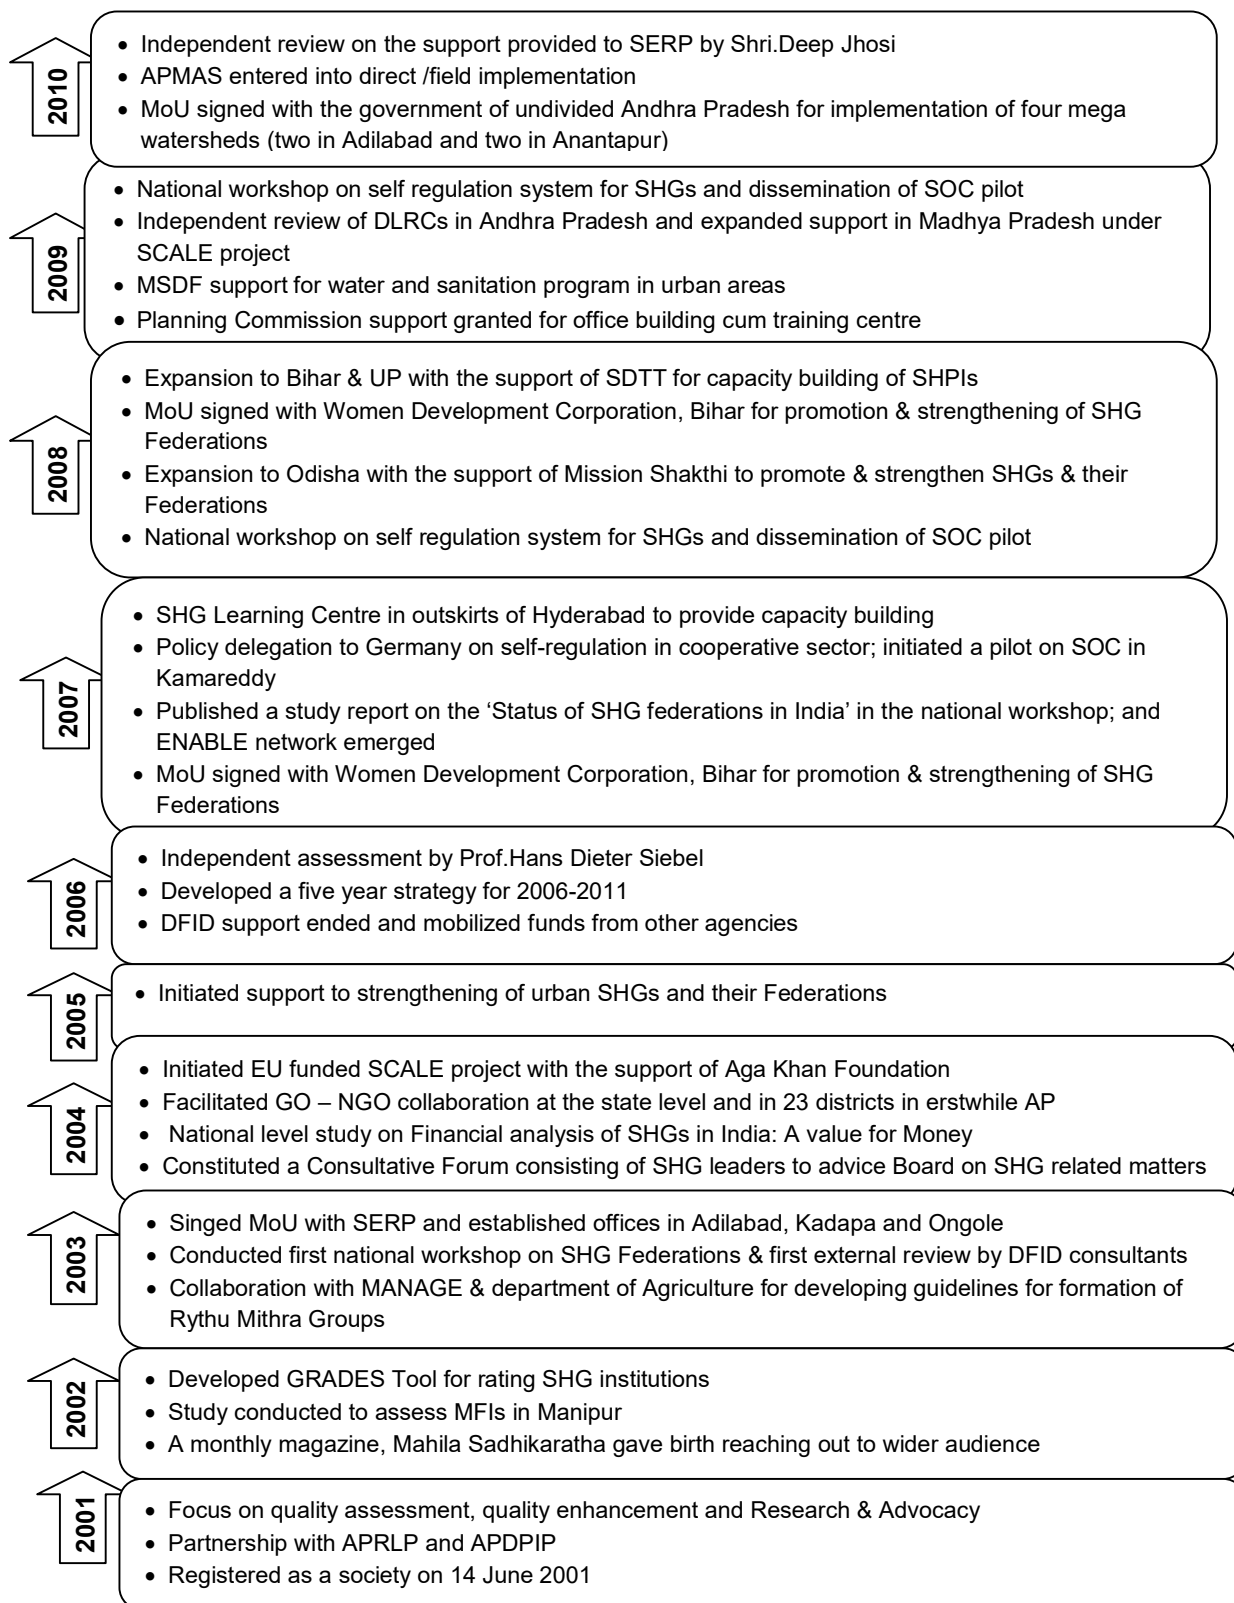 2010
• Independent review on the support provided to SERP by Shri.Deep Jhosi
• APMAS entered into direct /field implementation
• MoU signed with the government of undivided Andhra Pradesh for implementation of four mega
watersheds (two in Adilabad and two in Anantapur)
2009
• National workshop on self regulation system for SHGs and dissemination of SOC pilot
• Independent review of DLRCs in Andhra Pradesh and expanded support in Madhya Pradesh under
SCALE project
• MSDF support for water and sanitation program in urban areas
• Planning Commission support granted for office building cum training centre
2008
• Expansion to Bihar & UP with the support of SDTT for capacity building of SHPIs
• MoU signed with Women Development Corporation, Bihar for promotion & strengthening of SHG
Federations
• Expansion to Odisha with the support of Mission Shakthi to promote & strengthen SHGs & their
Federations
• National workshop on self regulation system for SHGs and dissemination of SOC pilot
2007
• SHG Learning Centre in outskirts of Hyderabad to provide capacity building
• Policy delegation to Germany on self-regulation in cooperative sector; initiated a pilot on SOC in
Kamareddy
• Published a study report on the ‘Status of SHG federations in India’ in the national workshop; and
ENABLE network emerged
• MoU signed with Women Development Corporation, Bihar for promotion & strengthening of SHG
Federations
2006
• Independent assessment by Prof.Hans Dieter Siebel
• Developed a five year strategy for 2006-2011
• DFID support ended and mobilized funds from other agencies
2005
• Initiated support to strengthening of urban SHGs and their Federations
2004
• Initiated EU funded SCALE project with the support of Aga Khan Foundation
• Facilitated GO – NGO collaboration at the state level and in 23 districts in erstwhile AP
• National level study on Financial analysis of SHGs in India: A value for Money
• Constituted a Consultative Forum consisting of SHG leaders to advice Board on SHG related matters
2003
• Singed MoU with SERP and established offices in Adilabad, Kadapa and Ongole
• Conducted first national workshop on SHG Federations & first external review by DFID consultants
• Collaboration with MANAGE & department of Agriculture for developing guidelines for formation of
Rythu Mithra Groups
2002
• Developed GRADES Tool for rating SHG institutions
• Study conducted to assess MFIs in Manipur
• A monthly magazine, Mahila Sadhikaratha gave birth reaching out to wider audience
2001
• Focus on quality assessment, quality enhancement and Research & Advocacy
• Partnership with APRLP and APDPIP
• Registered as a society on 14 June 2001